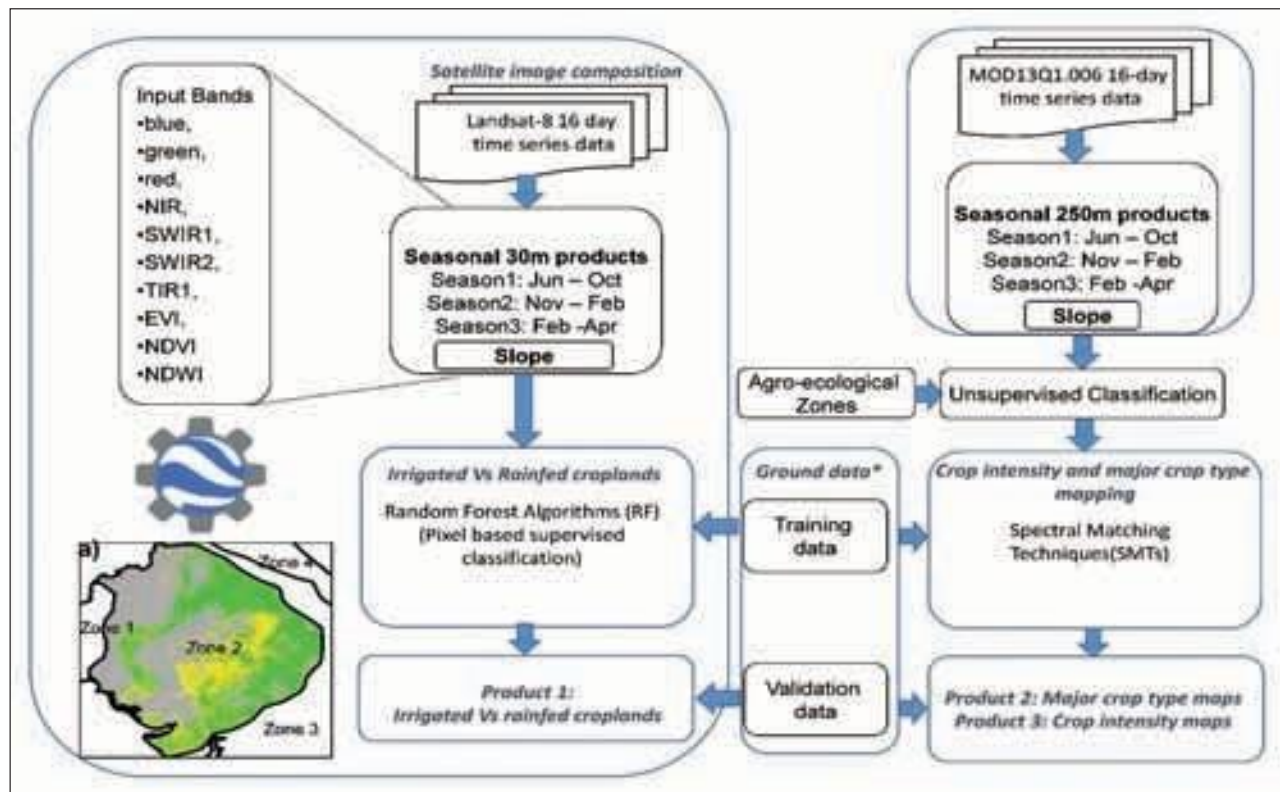 Input Bands
•blue,
•green,
•red,
•NIR,
•SWIR1,
•SWIR2,
•TIR1,
•EVI,
•NDVI
•NDWI
Satellite image composition
Landsat-8 16 day
time series data
Seasonal 30m products
Season1: Jun – Oct
Season2: Nov – Feb
Season3: Feb -Apr
Slope
Irrigated Vs Rainfed croplands
Random Forest Algorithms (RF)
(Pixel based supervised
classification)
Product 1:
Irrigated Vs rainfed croplands
a)
Zone 4
Zone 1
Zone 2
Zone 3
MOD13Q1.006 16-day
time series data
Seasonal 250m products
Season1: Jun – Oct
Season2: Nov – Feb
Season3: Feb -Apr
Slope
Agro-ecological
Zones
Unsupervised Classification
Ground data*
Training
data
Validation
data
Crop intensity and major crop type
mapping
Spectral Matching
Techniques(SMTs)
Product 2: Major crop type maps
Product 3: Crop intensity maps